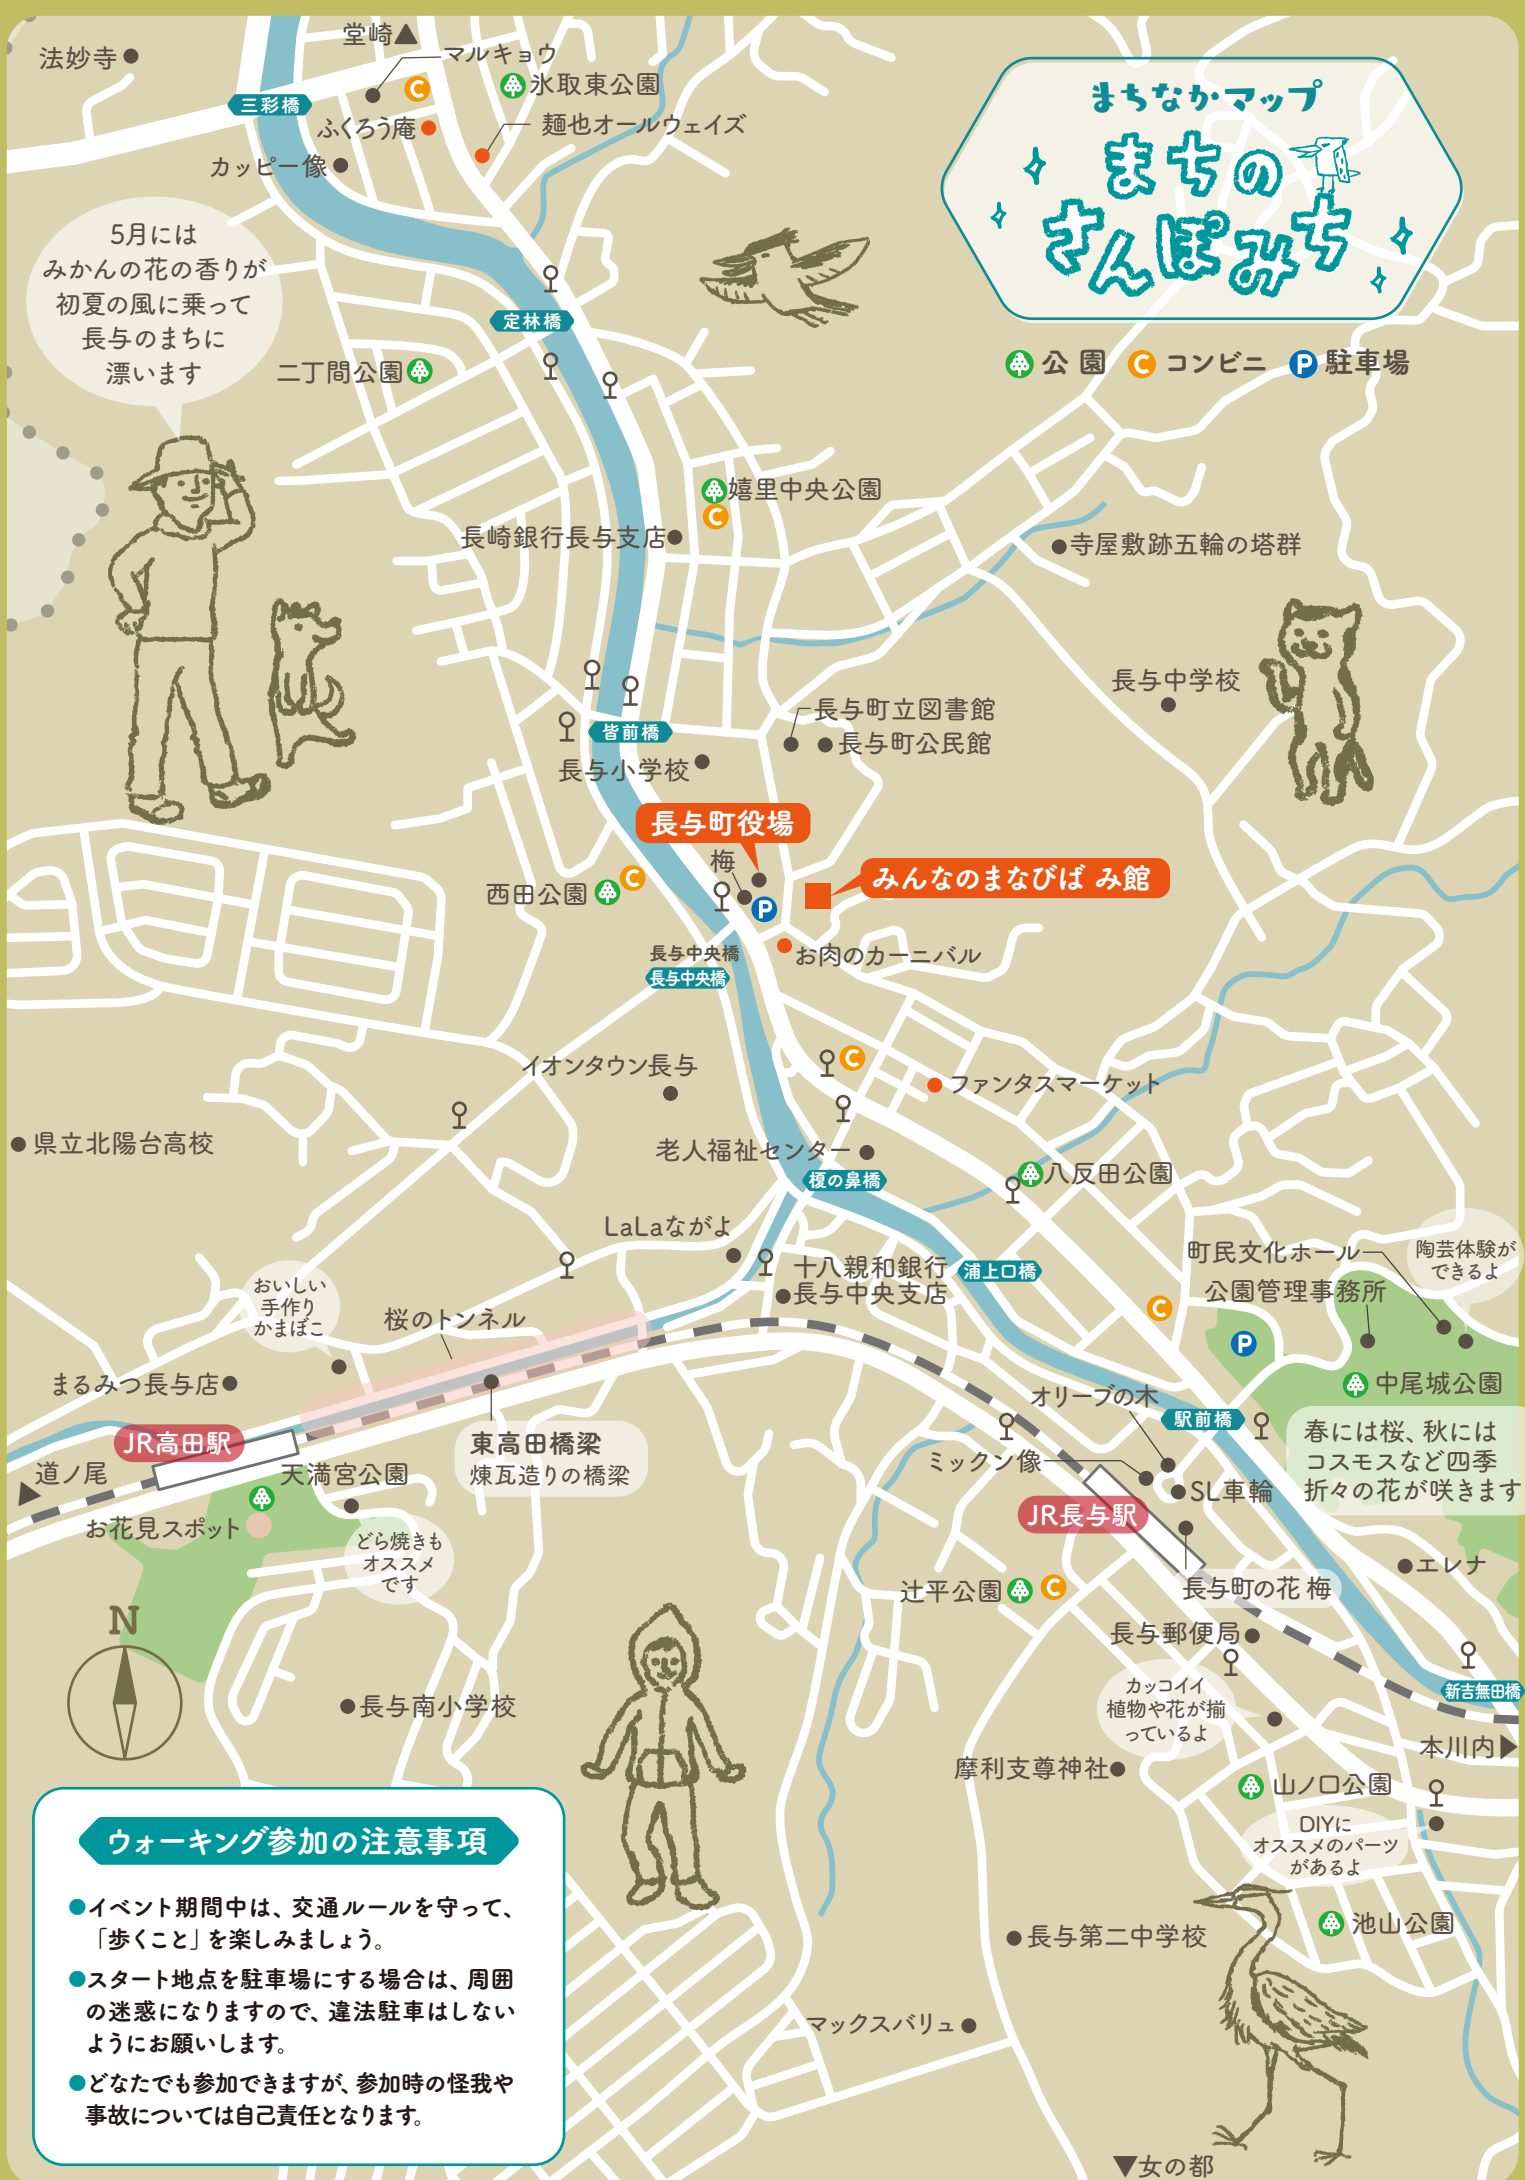 まちなかマップ
まちの
さんぽみち
公園
コンビニ
P 駐車場
C
堂崎▲
法妙寺
マルキョウ
C
氷取東公園
三彩橋
ふくろう庵
麺也オールウェイズ
カッピー像
5月には
みかんの花の香りが
初夏の風に乗って
長与のまちに
漂います
定林橋
二丁間公園
嬉里中央公園
C
長崎銀行長与支店
寺屋敷跡五輪の塔群
長与中学校
長与町立図書館
長与町公民館
皆前橋
長与小学校
長与町役場
梅
みんなのまなびば み館
C
西田公園
P
長与中央橋
長与中央橋
お肉のカーニバル
イオンタウン長与
C
ファンタスマーケット
県立北陽台高校
老人福祉センター
榎の鼻橋
八反田公園
LaLaながよ
十八親和銀行
長与中央支店
浦上口橋
町民文化ホール
公園管理事務所
陶芸体験が
できるよ
C
P
中尾城公園
おいしい
手作り
かまぼこ
桜のトンネル
まるみつ長与店
JR高田駅
道ノ尾
天満宮公園
お花見スポット
東高田橋梁
煉瓦造りの橋梁
どら焼きも
オススメ
です
オリーブの木
駅前橋
ミックン像
SL車輪
JR長与駅
春には桜、秋には
コスモスなど四季
折々の花が咲きます
エレナ
辻平公園
C
長与町の花 梅
長与郵便局
カッコイイ
植物や花が揃
っているよ
新吉無田橋
本川内▶
N
長与南小学校
摩利支尊神社
山ノ口公園
DIYに
オススメのパーツ
があるよ
池山公園
長与第二中学校
マックスバリュ
▼女の都
ウォーキング参加の注意事項
●イベント期間中は、交通ルールを守って、
「歩くこと」を楽しみましょう。
●スタート地点を駐車場にする場合は、周囲
の迷惑になりますので、違法駐車はしない
ようにお願いします。
●どなたでも参加できますが、参加時の怪我や
事故については自己責任となります。